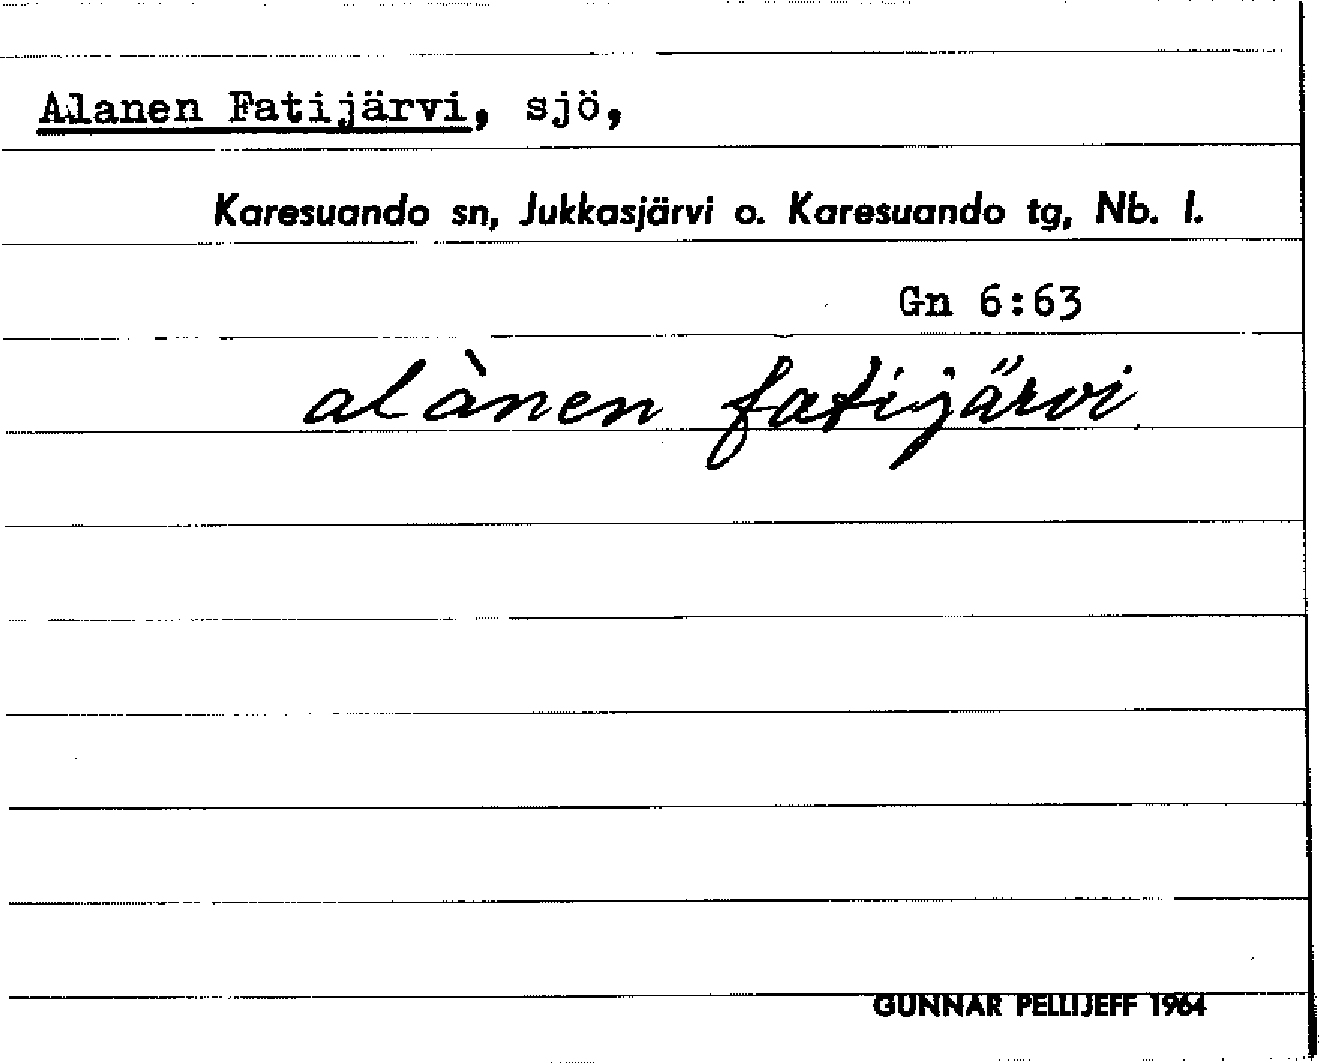 Alanen Fatijärvi, sjö,
Karesuando sn, Jukkasjärvi o. Karesuando tg, Nb. l.
Gn 6:63
alànen fatijärvi
GUNNAR PELLIJEFF 1964